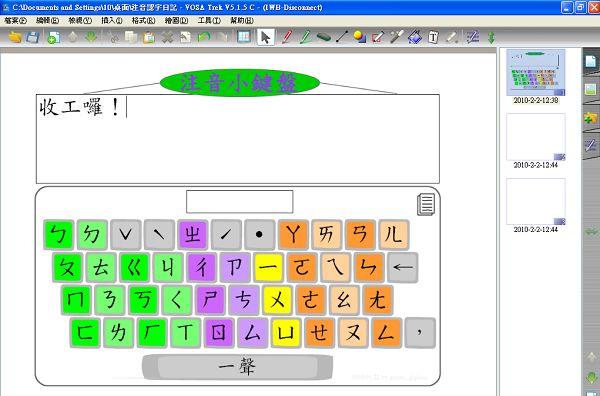 C:\Documents and Settings\10\桌面\注音認字日記 - VOSA Trek V5.1.5 C - (IWB-Disconnect)
檔案(F) 編輯(E) 檢視(V) 插入(I) 格式(R) 繪圖(D) 工具(T) 幫助(H)
注音小鍵盤
收工囉！
ㄅ ㄉ ˇ ˋ ㄓ ˊ ˙ ㄚ ㄞ ㄢ ㄦ
ㄆ ㄊ ㄍ ㄐ ㄔ ㄗ ㄧ ㄛ ㄟ ㄣ ←
ㄇ ㄋ ㄎ ㄑ ㄕ ㄘ ㄨ ㄜ ㄠ ㄤ
ㄈ ㄌ ㄏ ㄒ ㄖ ㄙ ㄩ ㄝ ㄡ ㄥ ，
一聲
2010-2-2-12:38
2010-2-2-12:44
2010-2-2-12:44